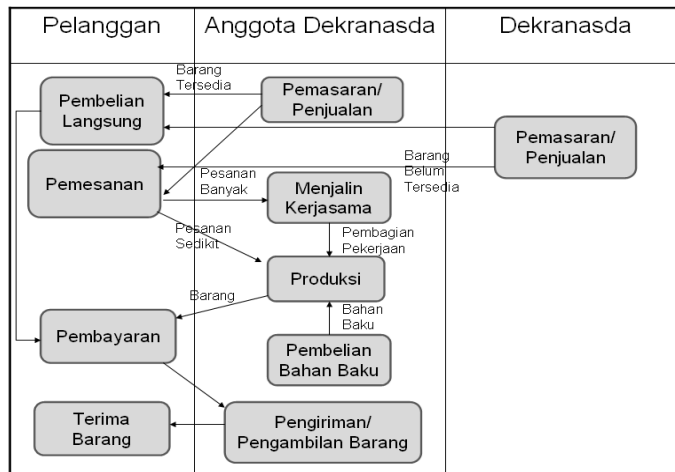 Pelanggan
Anggota Dekranasda
Dekranasda
Barang
Tersedia
Pembelian
Langsung
Pemasaran/
Penjualan
Pemasaran/
Penjualan
Barang
Belum
Tersedia
Pemesanan
Pesanan
Banyak
Menjalin
Kerjasama
Pesanan
Sedikit
Pembagian
Pekerjaan
Produksi
Barang
Bahan
Baku
Pembayaran
Pembelian
Bahan Baku
Terima
Barang
Pengiriman/
Pengambilan Barang